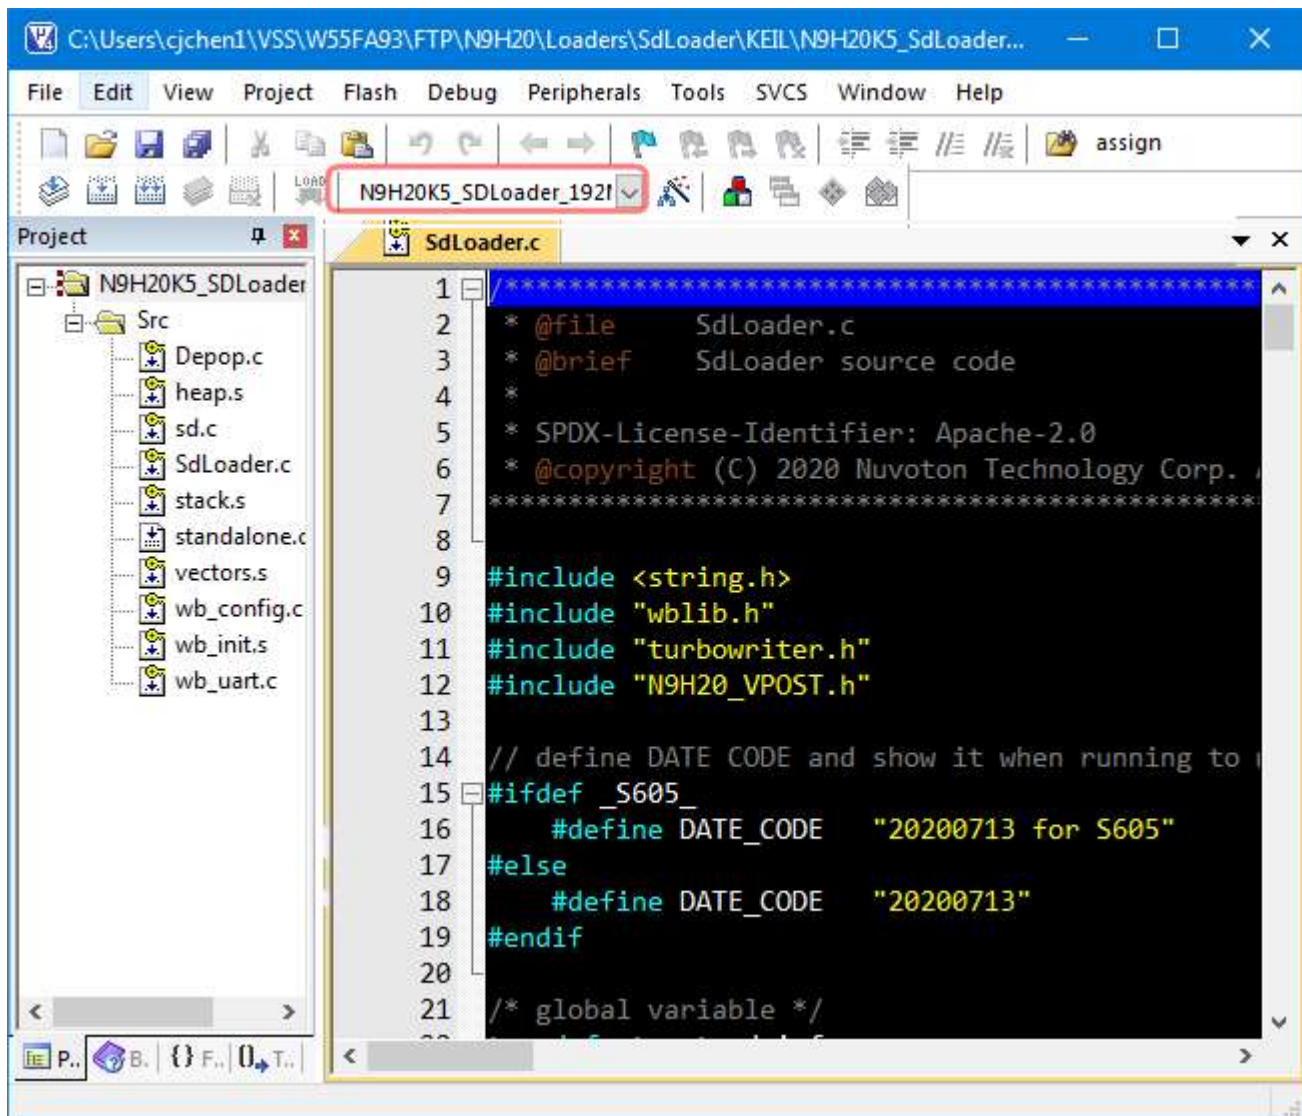 C:\Users\cjchen1\VSS\W55FA93\FTP\N9H20\Loaders\SdLoader\KEIL\N9H20K5_SdLoader...
File Edit View Project Flash Debug Peripherals Tools SVCS Window Help
assign
LOAD N9H20K5_SDLoader_192
Project
N9H20K5_SDLoader
Src
Depop.c
heap.s
sd.c
SdLoader.c
stack.s
standalone.c
vectors.s
wb_config.c
wb_init.s
wb_uart.c
P.. B. {} F.. T..
SdLoader.c
1 /************************************************
2 * @file SdLoader.c
3 * @brief SdLoader source code
4 *
5 * SPDX-License-Identifier: Apache-2.0
6 * @copyright (C) 2020 Nuvoton Technology Corp.
7 *************************************************
8
9 #include <string.h>
10 #include "wblib.h"
11 #include "turbowriter.h"
12 #include "N9H20_VPOST.h"
13
14 // define DATE CODE and show it when running to
15 #ifdef _S605_
16 #define DATE_CODE "20200713 for S605"
17 #else
18 #define DATE_CODE "20200713"
19 #endif
20
21 /* global variable */